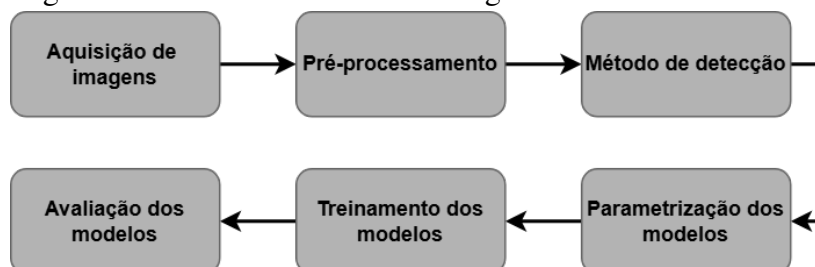 Aquisição de
imagens
Pré-processamento
Método de detecção
Parametrização dos
modelos
Treinamento dos
modelos
Avaliação dos
modelos